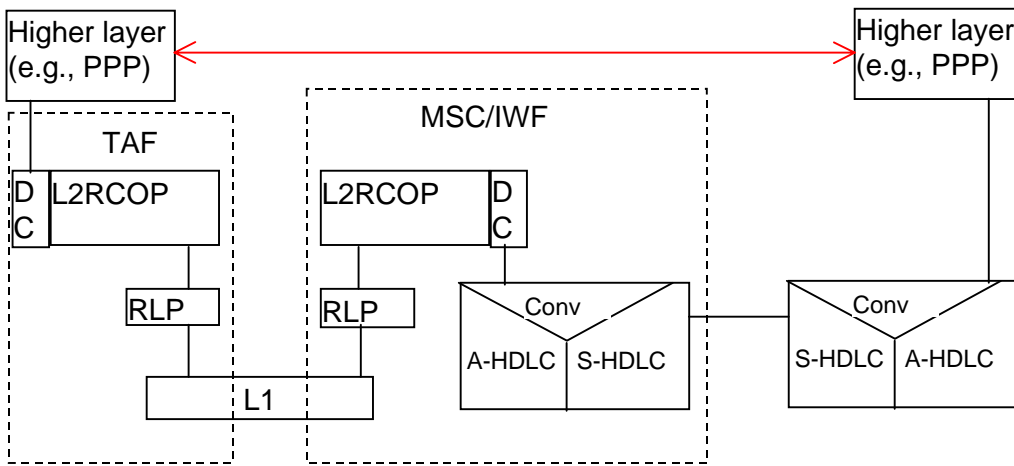 Higher layer
(e.g., PPP)
Higher layer
(e.g., PPP)
TAF
MSC/IWF
D
C
L2RCOP
L2RCOP
D
C
RLP
RLP
Conv
A-HDLC
S-HDLC
Conv
S-HDLC
A-HDLC
L1